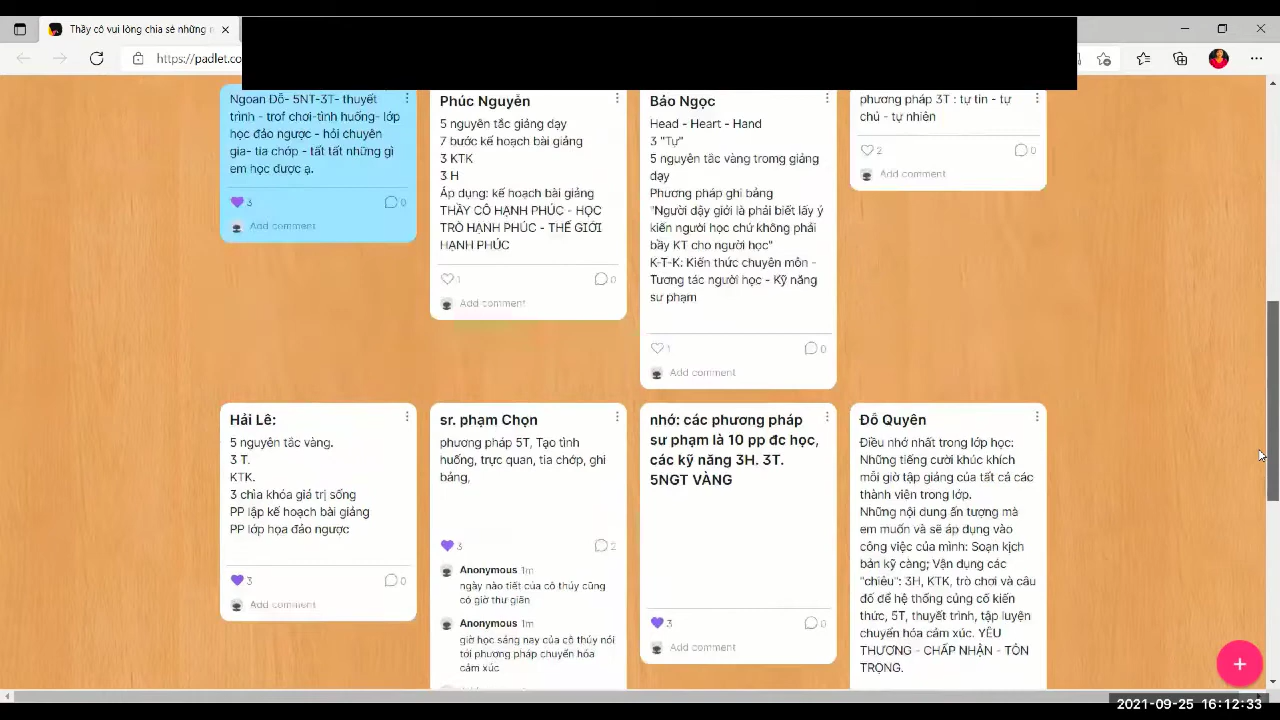 Thầy cô vui lòng chia sẻ những
https://padlet.co
Ngoan Đỗ- 5NT-3T- thuyết
trình - trof chơi-tình huống- lớp
học đảo ngược - hỏi chuyên
gia- tia chớp - tất tất những gì
em học được ạ.
3
0
Add comment
Phúc Nguyễn
5 nguyên tắc giảng dạy
7 bước kế hoạch bài giảng
3 KTK
3 H
Áp dụng: kế hoạch bài giảng
THẦY CÔ HẠNH PHÚC - HỌC
TRÒ HẠNH PHÚC - THẾ GIỚI
HẠNH PHÚC
1
0
Add comment
Bảo Ngọc
Head - Heart - Hand
3 "Tự"
5 nguyên tắc vàng tromg giảng
dạy
Phương pháp ghi bảng
"Người dậy giới là phải biết lấy ý
kiến người học chứ không phải
bầy KT cho người học"
K-T-K: Kiến thức chuyên môn -
Tương tác người học - Kỹ năng
sư phạm
1
0
Add comment
phương pháp 3T : tự tin - tự
chủ - tự nhiên
2
0
Add comment
Hải Lê:
5 nguyên tắc vàng.
3 T.
KTK.
3 chìa khóa giá trị sống
PP lập kế hoạch bài giảng
PP lớp họa đảo ngược
3
0
Add comment
sr. phạm Chọn
phương pháp 5T, Tạo tình
huống, trực quan, tia chớp, ghi
bảng,
3
2
Anonymous 1m
ngày nào tiết của cô thúy cũng
có giờ thư giãn
Anonymous 1m
giờ học sáng nay của cô thúy nói
tới phương pháp chuyển hóa
cảm xúc
nhớ: các phương pháp
sư phạm là 10 pp đc học,
các kỹ năng 3H. 3T.
5NGT VÀNG
3
0
Add comment
Đỗ Quyên
Điều nhớ nhất trong lớp học:
Những tiếng cười khúc khích
mỗi giờ tập giảng của tất cả các
thành viên trong lớp.
Những nội dung ấn tượng mà
em muốn và sẽ áp dụng vào
công việc của mình: Soạn kịch
bản kỹ càng; Vận dụng các
"chiêu": 3H, KTK, trò chơi và câu
đố để hệ thống củng cố kiến
thức, 5T, thuyết trình, tập luyện
chuyển hóa cảm xúc. YÊU
THƯƠNG - CHẤP NHẬN - TÔN
TRỌNG.
2021-09-25 16:12:33